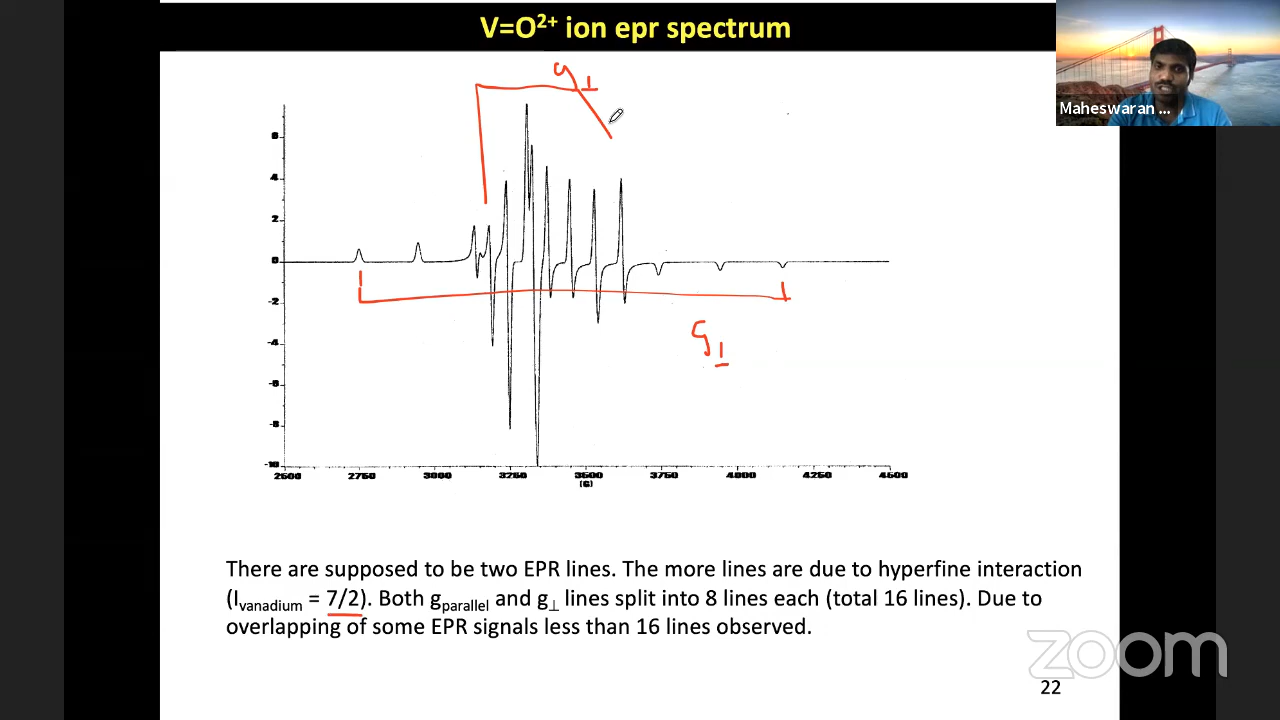 V=O²⁺ ion epr spectrum
Maheswaran ...
g⊥
6
4
2
0
-2
-4
-6
-8
-10
g⊥
2500 2750 3000 3250 3500 3750 4000 4250 4500
[G]
There are supposed to be two EPR lines. The more lines are due to hyperfine interaction
(Ivanadium = 7/2). Both gparallel and g⊥ lines split into 8 lines each (total 16 lines). Due to
overlapping of some EPR signals less than 16 lines observed.
zoom
22